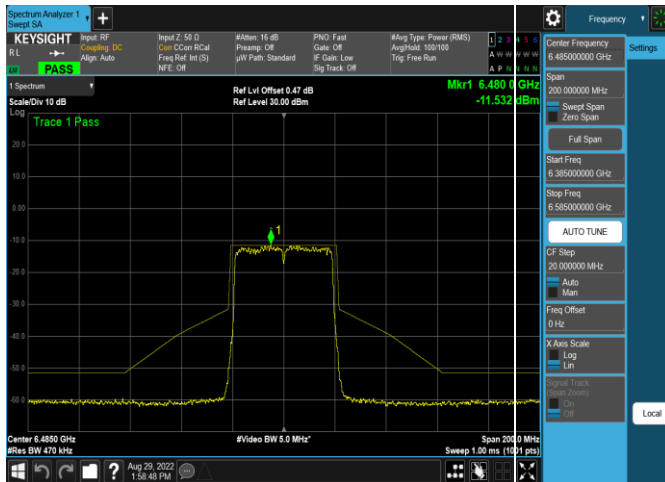 Spectrum Analyzer 1
Swept SA
Frequency
KEYSIGHT
Input: RF
Input Z: 50 Ω
#Atten: 16 dB
PNO: Fast
#Avg Type: Power (RMS)
1 2 3 4 5 6
RL
Coupling: DC
Corr CCorr RCal
Preamp: Off
Gate: Off
Avg|Hold: 100/100
A W W W W W
Align: Auto
Freq Ref: Int (S)
µW Path: Standard
IF Gain: Low
Trig: Free Run
LXI
PASS
NFE: Off
Sig Track: Off
A P N N N N
1 Spectrum
Ref Lvl Offset 0.47 dB
Mkr1 6.480 0 GHz
Scale/Div 10 dB
Ref Level 30.00 dBm
-11.532 dBm
Log
Trace 1 Pass
20.0
10.0
0.00
-10.0
-20.0
-30.0
-40.0
-50.0
-60.0
1
Center 6.4850 GHz
#Video BW 5.0 MHz*
Span 200.0 MHz
#Res BW 470 kHz
Sweep 1.00 ms (1001 pts)
Aug 29, 2022
1:58:48 PM
Center Frequency
6.485000000 GHz
Settings
Span
200.000000 MHz
Swept Span
Zero Span
Full Span
Start Freq
6.385000000 GHz
Stop Freq
6.585000000 GHz
AUTO TUNE
CF Step
20.000000 MHz
Auto
Man
Freq Offset
0 Hz
X Axis Scale
Log
Lin
Signal Track
(Span Zoom)
On
Off
Local